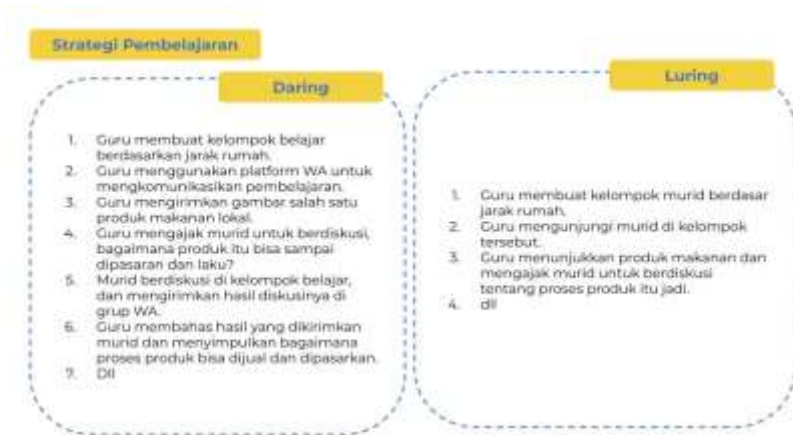 Strategi Pembelajaran
Daring
1. Guru membuat kelompok belajar
berdasarkan jarak rumah.
2. Guru menggunakan platform WA untuk
mengkomunikasikan pembelajaran.
3. Guru mengirimkan gambar salah satu
produk makanan lokal.
4. Guru mengajak murid untuk berdiskusi,
bagaimana produk itu bisa sampai
dipasaran dan laku?
5. Murid berdiskusi di kelompok belajar,
dan mengirimkan hasil diskusinya di
grup WA.
6. Guru membahas hasil yang dikirimkan
murid dan menyimpulkan bagaimana
proses produk bisa dijual dan dipasarkan.
7. Dll
Luring
1. Guru membuat kelompok murid berdasar
jarak rumah.
2. Guru mengunjungi murid di kelompok
tersebut.
3. Guru menunjukkan produk makanan dan
mengajak murid untuk berdiskusi
tentang proses produk itu jadi.
4. dll